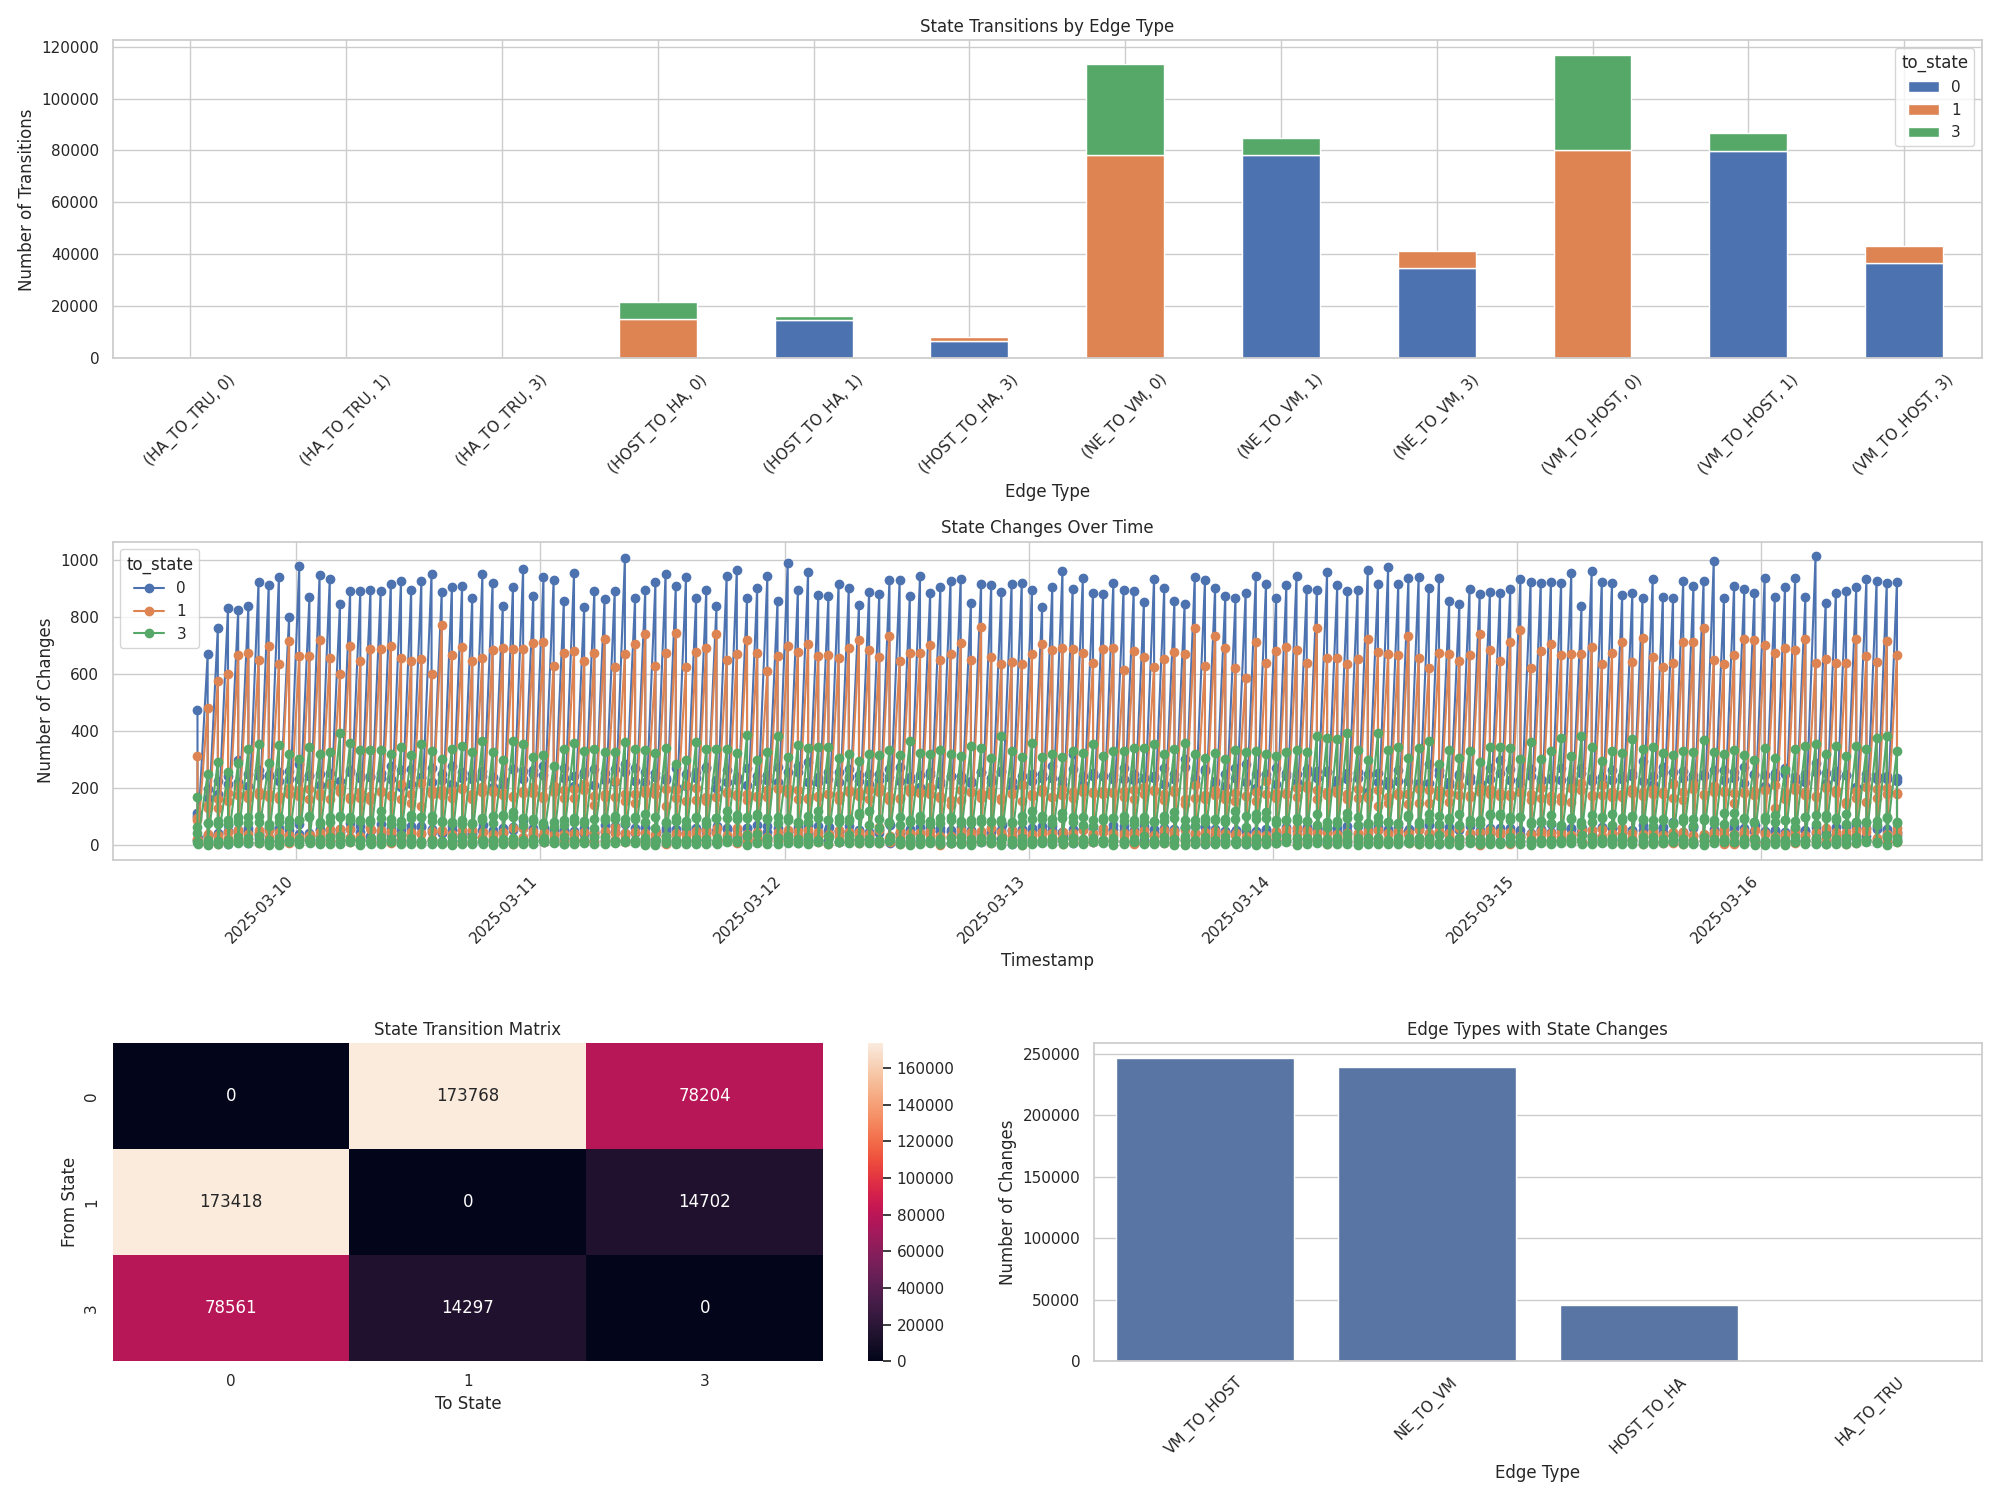 State Transitions by Edge Type
Number of Transitions
120000
100000
80000
60000
40000
20000
0
to_state
0
1
3
(HA_TO_TRU, 0)
(HA_TO_TRU, 1)
(HA_TO_TRU, 3)
(HOST_TO_HA, 0)
(HOST_TO_HA, 1)
(HOST_TO_HA, 3)
(NE_TO_VM, 0)
(NE_TO_VM, 1)
(NE_TO_VM, 3)
(VM_TO_HOST, 0)
(VM_TO_HOST, 1)
(VM_TO_HOST, 3)
Edge Type
State Changes Over Time
Number of Changes
1000
800
600
400
200
0
to_state
0
1
3
2025-03-10
2025-03-11
2025-03-12
2025-03-13
2025-03-14
2025-03-15
2025-03-16
Timestamp
State Transition Matrix
From State
0
1
3
0 173768 78204
173418 0 14702
78561 14297 0
0 1 3
To State
160000
140000
120000
100000
80000
60000
40000
20000
0
Edge Types with State Changes
Number of Changes
250000
200000
150000
100000
50000
0
VM_TO_HOST
NE_TO_VM
HOST_TO_HA
HA_TO_TRU
Edge Type